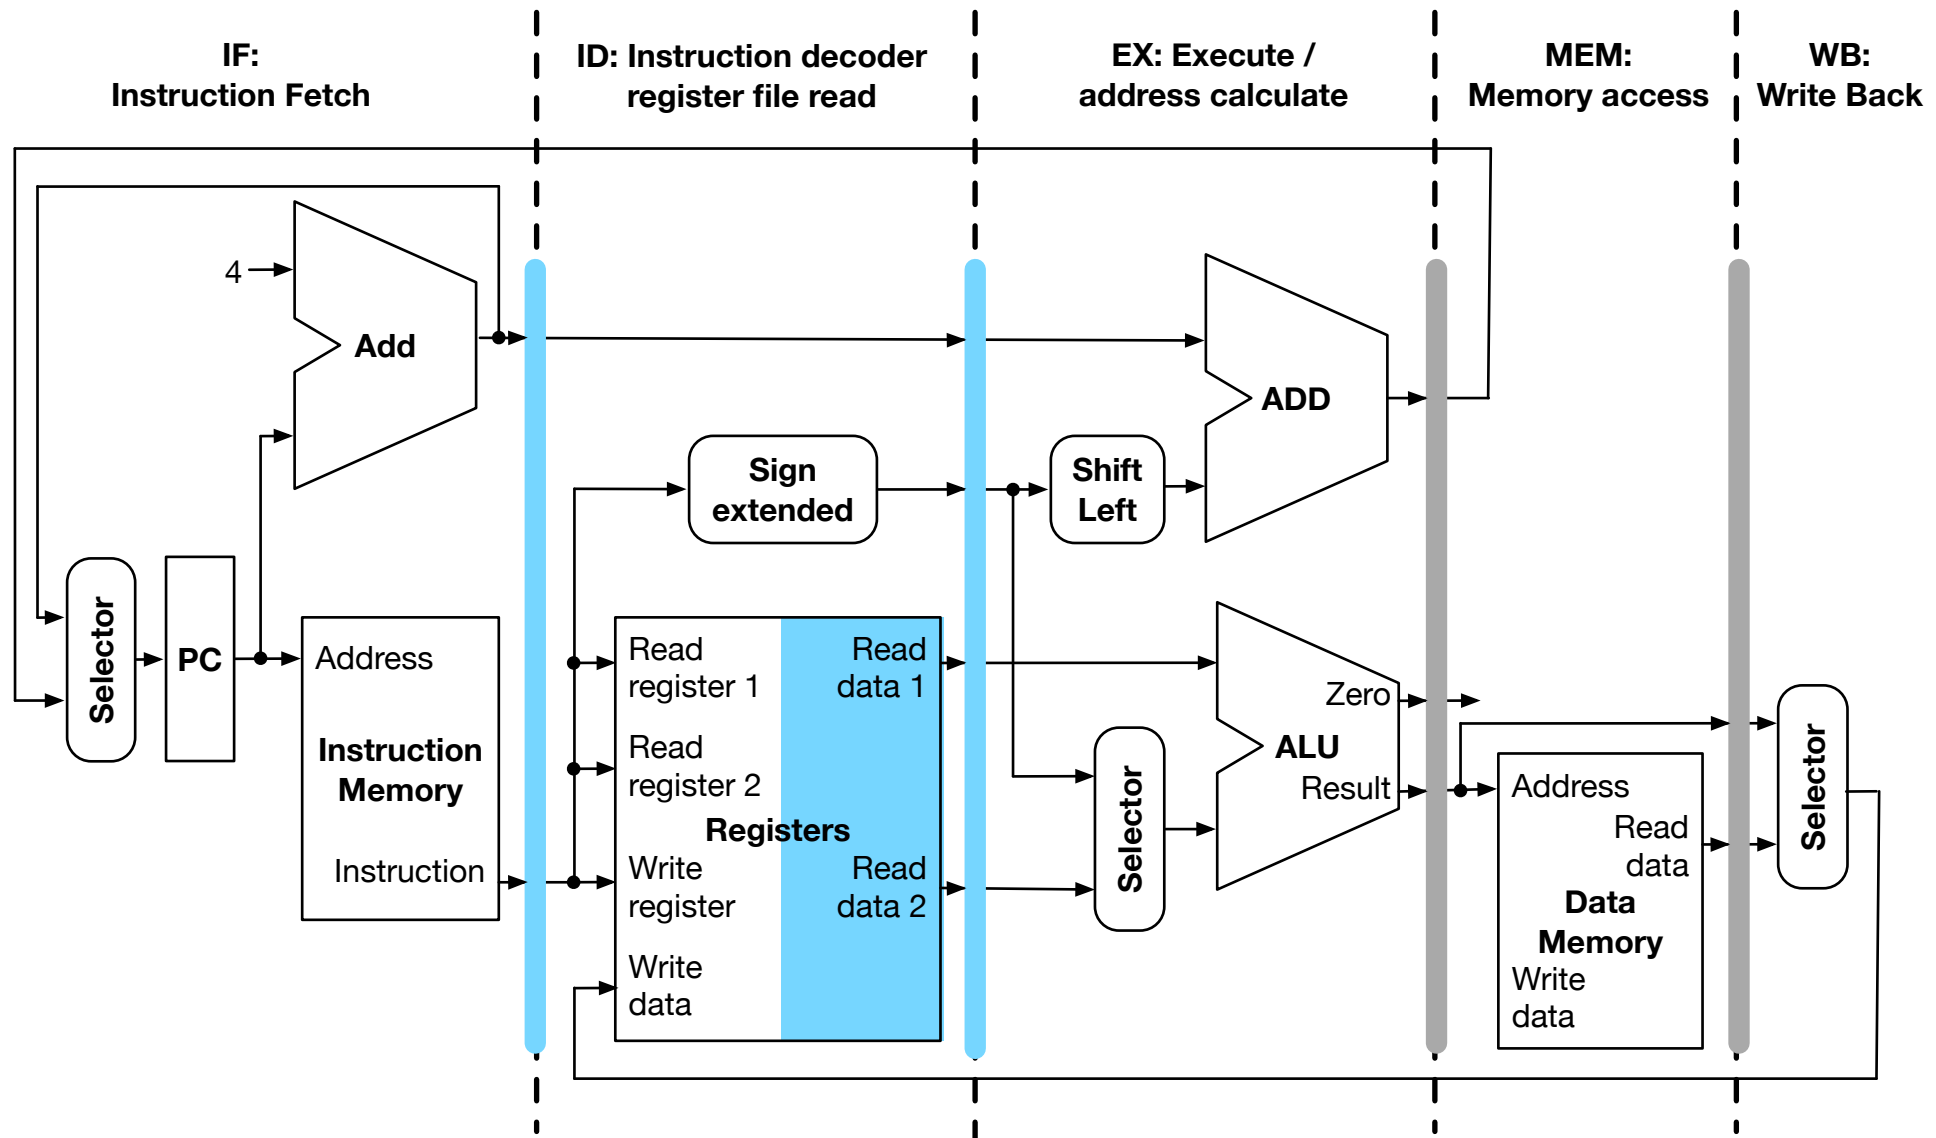 IF:
Instruction Fetch
ID: Instruction decoder
register file read
EX: Execute /
address calculate
MEM:
Memory access
WB:
Write Back
4
Add
Selector
PC
Address
Instruction
Memory
Instruction
Sign
extended
Read
register 1
Read
register 2
Registers
Write
register
Write
data
Read
data 1
Read
data 2
Shift
Left
ADD
Selector
Zero
ALU
Result
Address
Read
data
Data
Memory
Write
data
Selector